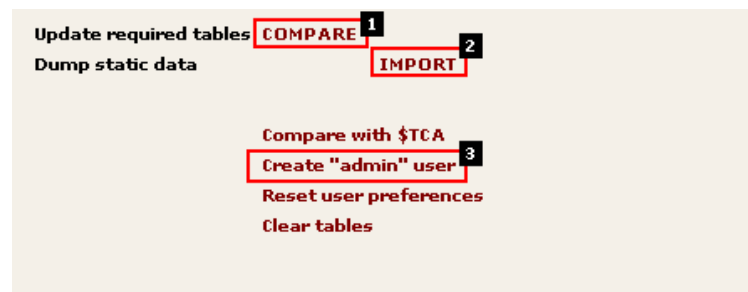 Update required tables COMPARE 1
Dump static data IMPORT 2
Compare with $TCA
Create "admin" user 3
Reset user preferences
Clear tables